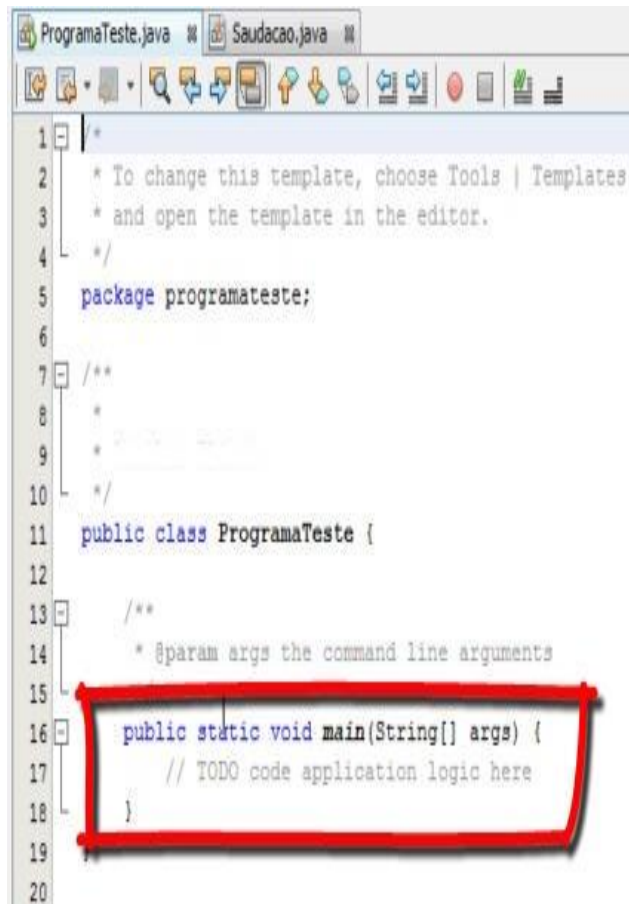 ProgramaTeste.java Saudacao.java
1 /*
2 * To change this template, choose Tools | Templates
3 * and open the template in the editor.
4 */
5 package programateste;
6
7 /**
8 *
9 *
10 */
11 public class ProgramaTeste {
12
13 /**
14 * @param args the command line arguments
15
16 public static void main(String[] args) {
17 // TODO code application logic here
18 }
19
20